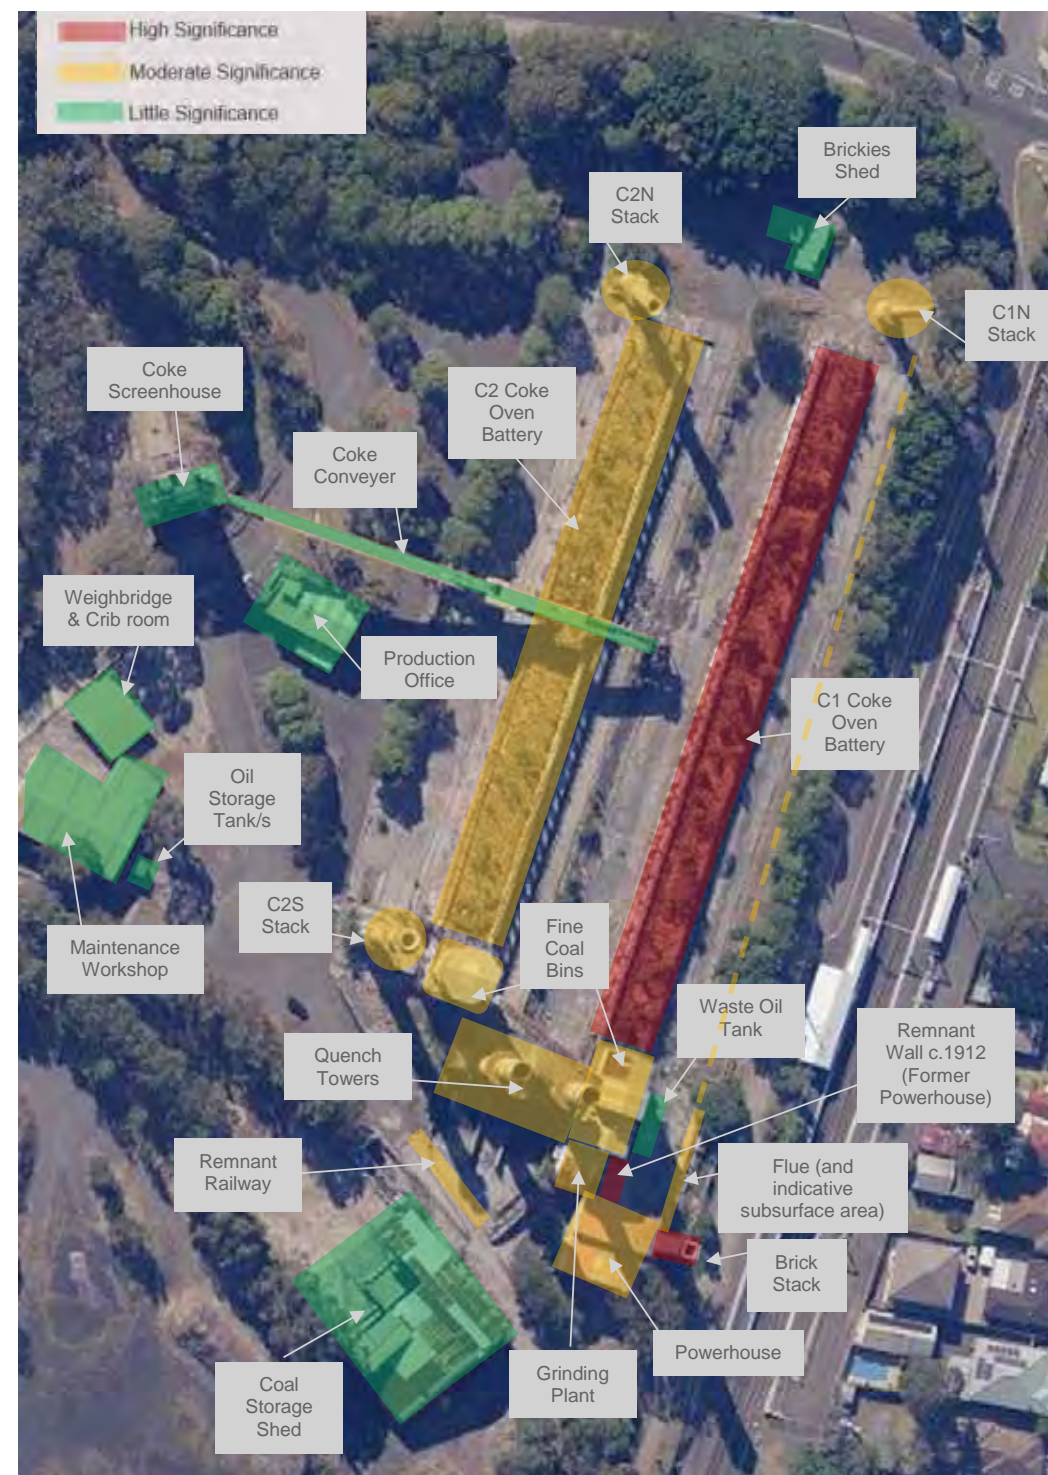 High Significance
Moderate Significance
Little Significance
Brickies
Shed
C2N
Stack
C1N
Stack
Coke
Screenhouse
C2 Coke
Oven
Battery
Coke
Conveyer
Weighbridge
& Crib room
Production
Office
C1 Coke
Oven
Battery
Oil
Storage
Tank/s
C2S
Stack
Fine
Coal
Bins
Maintenance
Workshop
Waste Oil
Tank
Remnant
Wall c.1912
(Former
Powerhouse)
Quench
Towers
Remnant
Railway
Flue (and
indicative
subsurface area)
Brick
Stack
Powerhouse
Grinding
Plant
Coal
Storage
Shed